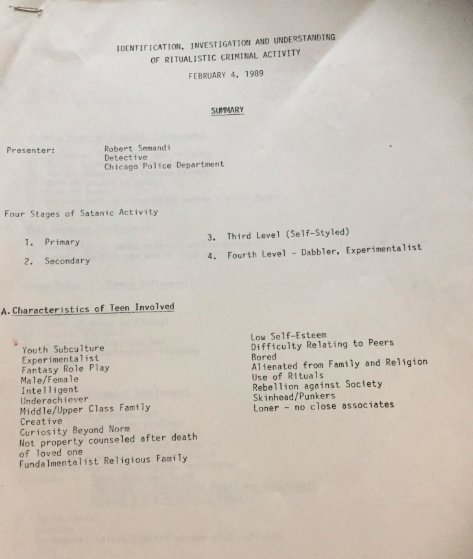 IDENTIFICATION, INVESTIGATION AND UNDERSTANDING
OF RITUALISTIC CRIMINAL ACTIVITY
FEBRUARY 4, 1989
SUMMARY
Presenter: Robert Semandi
Detective
Chicago Police Department
Four Stages of Satanic Activity
1. Primary
2. Secondary
3. Third Level (Self-Styled)
4. Fourth Level - Dabbler, Experimentalist
A. Characteristics of Teen Involved
Youth Subculture
Experimentalist
Fantasy Role Play
Male/Female
Intelligent
Underachiever
Middle/Upper Class Family
Creative
Curiosity Beyond Norm
Not property counseled after death
of loved one
Fundalmentalist Religious Family
Low Self-Esteem
Difficulty Relating to Peers
Bored
Alienated from Family and Religion
Use of Rituals
Rebellion against Society
Skinhead/Punkers
Loner - no close associates